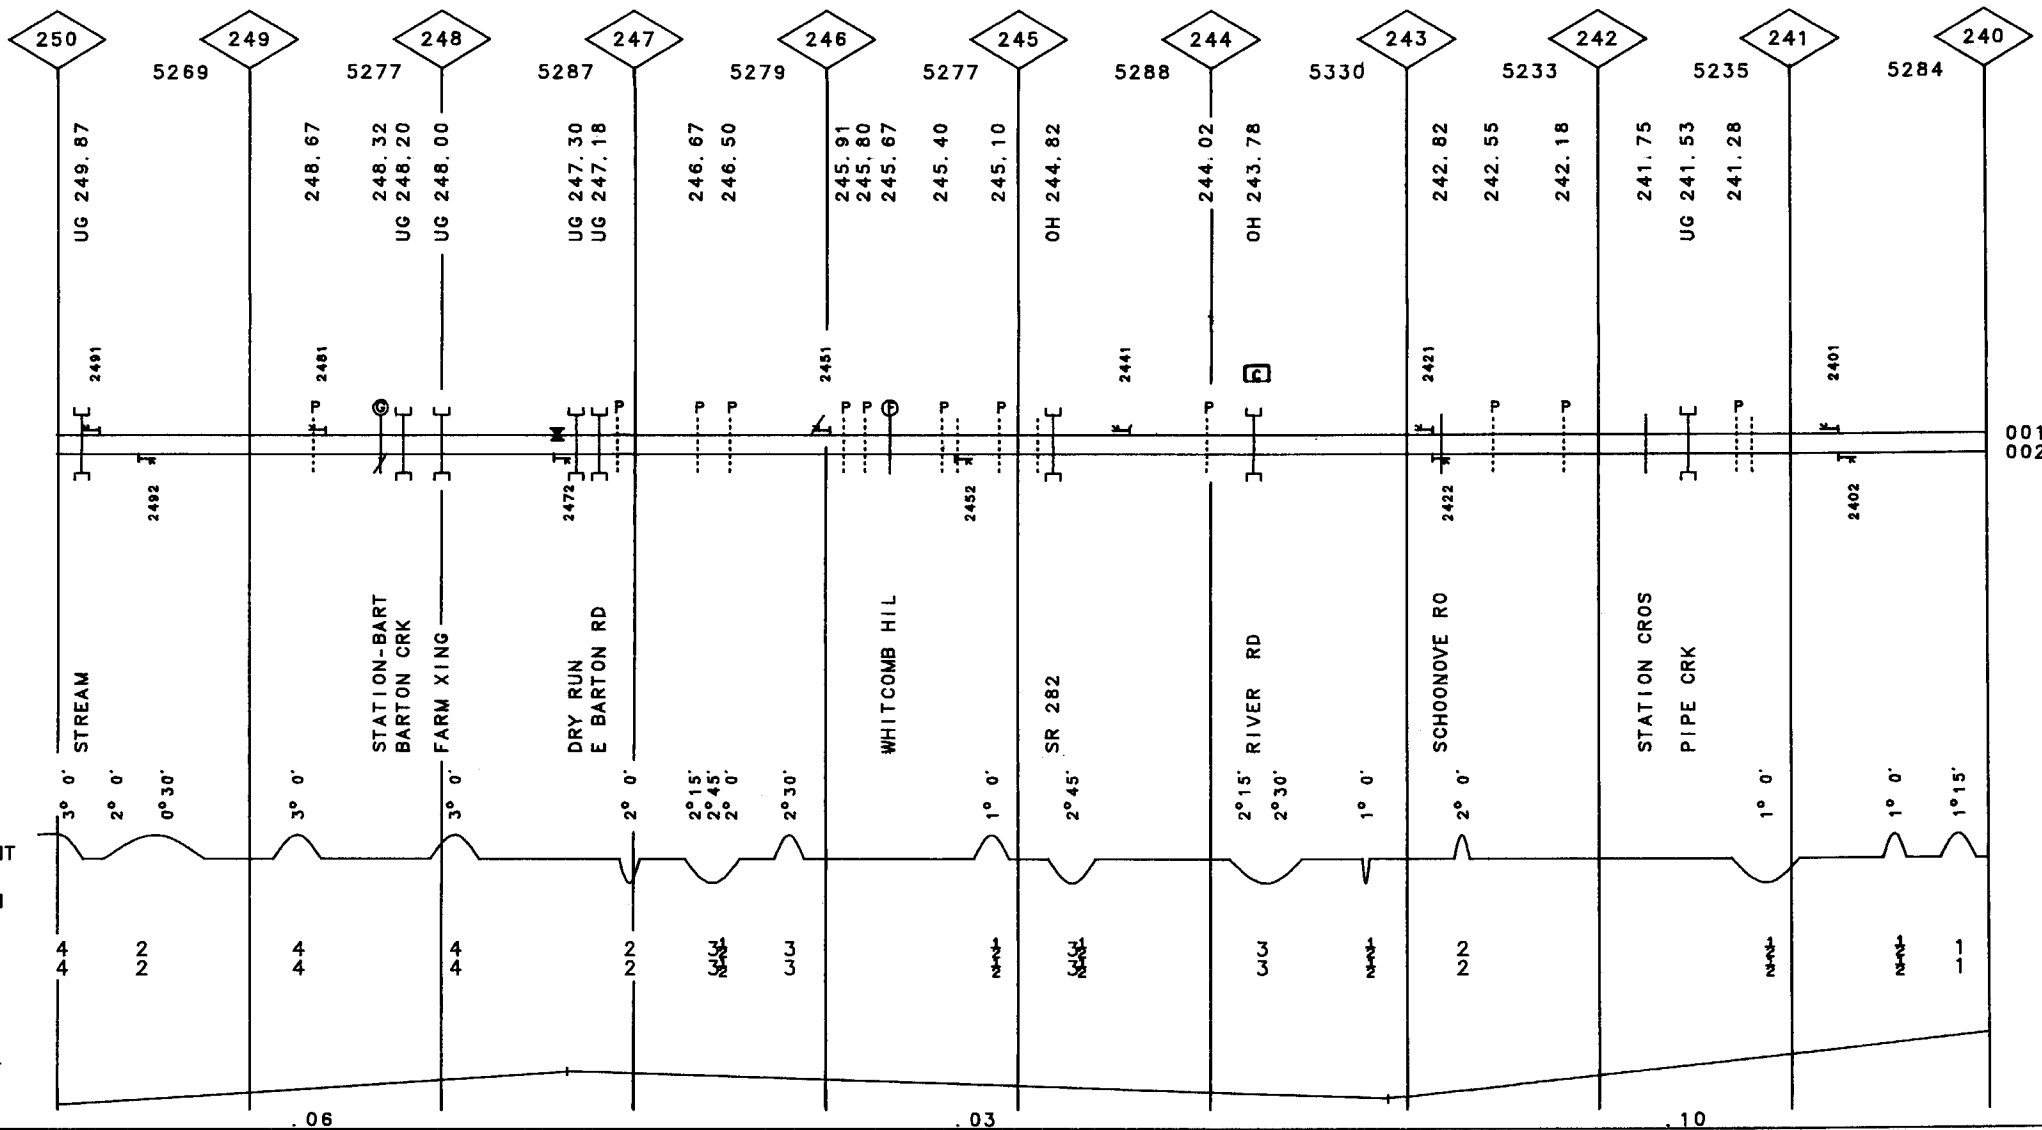 250 249 248 247 246 245 244 243 242 241 240
5269 5277 5287 5279 5277 5288 5330 5233 5235 5284
UG 249.87
248.67
248.32
UG 248.20
UG 248.00
UG 247.30
UG 247.18
246.67
246.50
245.91
245.80
245.67
245.40
245.10
OH 244.82
244.02
OH 243.78
242.82
242.55
242.18
241.75
UG 241.53
241.28
2491 2481 2451 2441 2421 2401
C
P G P P P P P F P P P P P P
001
002
2492 2472 2452 2422 2402
STREAM
STATION-BART
BARTON CRK
FARM XING
DRY RUN
E BARTON RD
WHITCOMB HIL
SR 282
RIVER RD
SCHOONOVE RO
STATION CROS
PIPE CRK
3° 0' 2° 0' 0°30' 3° 0' 3° 0' 2° 0' 2°15' 2°45' 2° 0' 2°30' 1° 0' 2°45' 2°15' 2°30' 1° 0' 2° 0' 1° 0' 1° 0' 1°15'
4 2 4 4 2 3 3 2 1
4 2 4 4 2 3 3 2 1
.06 .03 .10